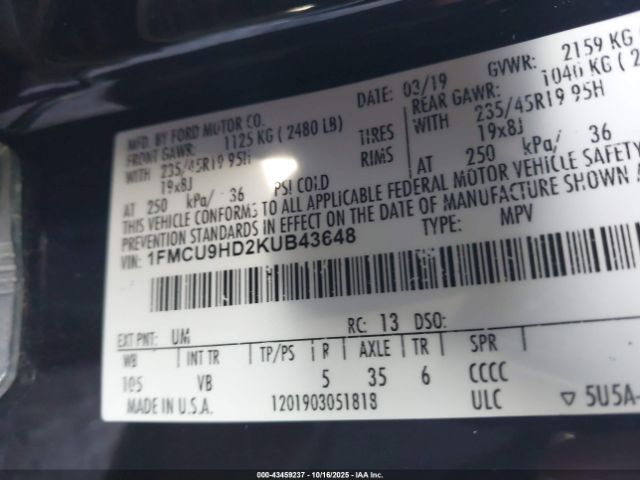 MFD. BY FORD MOTOR CO.
DATE: 03/19
GVWR: 2159 KG
FRONT GAWR: 1125 KG ( 2480 LB)
REAR GAWR: 1040 KG ( 2
WITH 235/45R19 95H TIRES
WITH 235/45R19 95H
19x8J RIMS
19x8J
AT 250 kPa/ 36 PSI COLD
AT 250 kPa/ 36
THIS VEHICLE CONFORMS TO ALL APPLICABLE FEDERAL MOTOR VEHICLE SAFETY
PREVENTION STANDARDS IN EFFECT ON THE DATE OF MANUFACTURE SHOWN
VIN: 1FMCU9HD2KUB43648
TYPE: MPV
EXT PNT: UM RC: 13 DSO:
WB INT TR TP/PS R AXLE TR SPR
105 VB 5 35 6 CCCC
MADE IN U.S.A. 1201903051818 ULC ▽ 5U5A-
000-43459237 - 10/16/2025 - IAAI.com